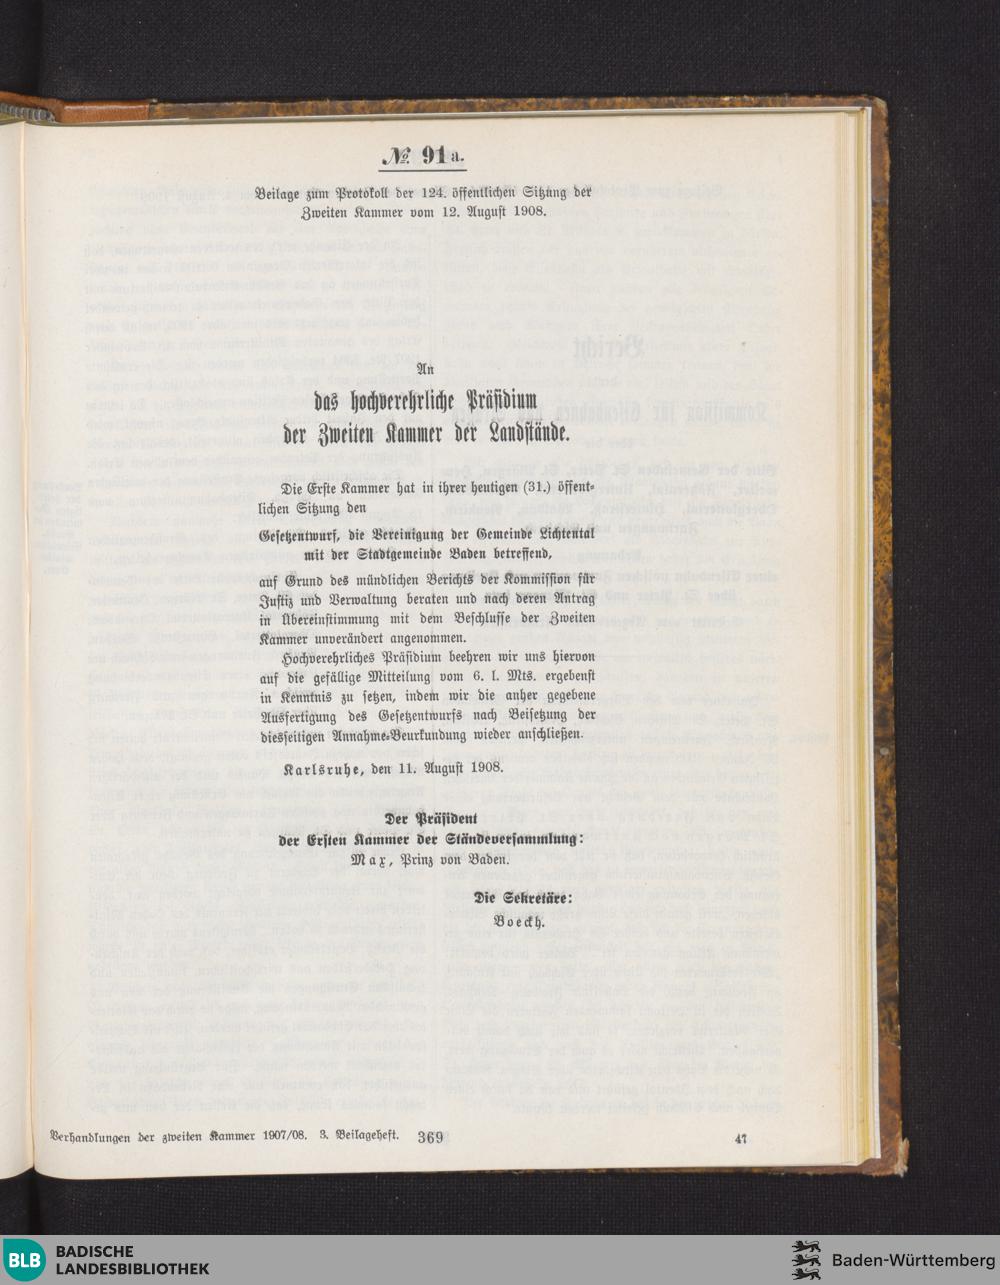 № 91a.
Beilage zum Protokoll der 124. öffentlichen Sitzung der
Zweiten Kammer vom 12. August 1908.
An
das hochverehrliche Präsidium
der Zweiten Kammer der Landstände.
Die Erste Kammer hat in ihrer heutigen (31.) öffent-
lichen Sitzung den
Gesetzentwurf, die Vereinigung der Gemeinde Lichtental
mit der Stadtgemeinde Baden betreffend,
auf Grund des mündlichen Berichts der Kommission für
Justiz und Verwaltung beraten und nach deren Antrag
in Übereinstimmung mit dem Beschlusse der Zweiten
Kammer unverändert angenommen.
Hochverehrliches Präsidium beehren wir uns hiervon
auf die gefällige Mitteilung vom 6. l. Mts. ergebenst
in Kenntnis zu setzen, indem wir die anher gegebene
Ausfertigung des Gesetzentwurfs nach Beisetzung der
diesseitigen Annahme-Beurkundung wieder anschließen.
Karlsruhe, den 11. August 1908.
Der Präsident
der Ersten Kammer der Ständeversammlung:
Max, Prinz von Baden.
Die Sekretäre:
Boeckh.
Verhandlungen der zweiten Kammer 1907/08. 3. Beilageheft. 369 47
BLB BADISCHE
LANDESBIBLIOTHEK
Baden-Württemberg